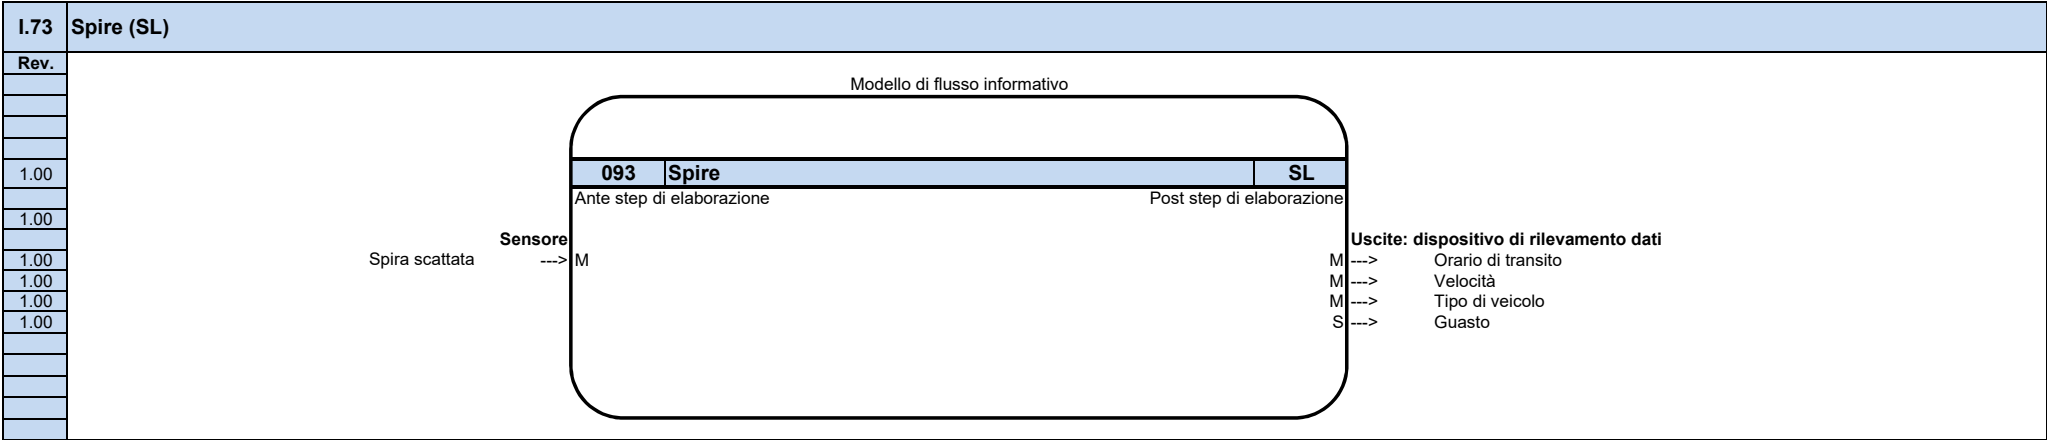 I.73 Spire (SL)
Rev.
Modello di flusso informativo
1.00 093 Spire SL
Ante step di elaborazione Post step di elaborazione
1.00
Sensore Uscite: dispositivo di rilevamento dati
1.00 Spira scattata ---> M M ---> Orario di transito
1.00 M ---> Velocità
1.00 M ---> Tipo di veicolo
1.00 S ---> Guasto